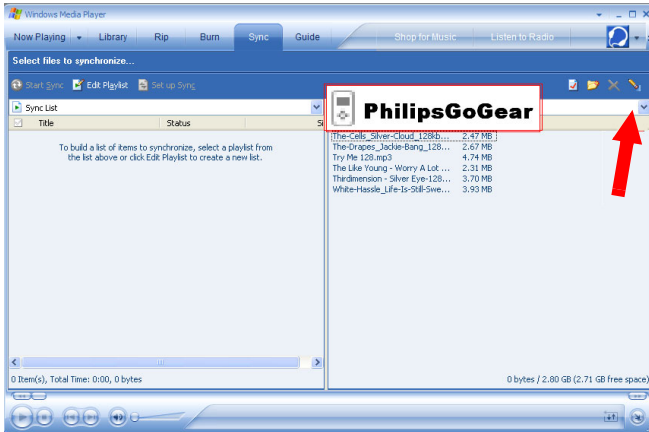 Windows Media Player
Now Playing Library Rip Burn Sync Guide Shop for Music Listen to Radio
Select files to synchronize...
Start Sync Edit Playlist Set up Sync
Sync List
PhilipsGoGear
Title Status Si
To build a list of items to synchronize, select a playlist from
the list above or click Edit Playlist to create a new list.
The-Cells_Silver-Cloud_128kb... 2.47 MB
The-Drapes_Jackie-Bang_128... 2.67 MB
Try Me 128.mp3 4.74 MB
The Like Young - Worry A Lot ... 2.31 MB
Thirdimension - Silver Eye-128... 3.70 MB
White-Hassle_Life-Is-Still-Swe... 3.93 MB
0 Item(s), Total Time: 0:00, 0 bytes
0 bytes / 2.80 GB (2.71 GB free space)